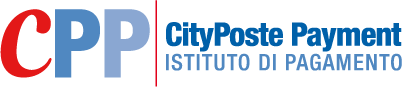 CPP
CityPoste Payment
ISTITUTO DI PAGAMENTO